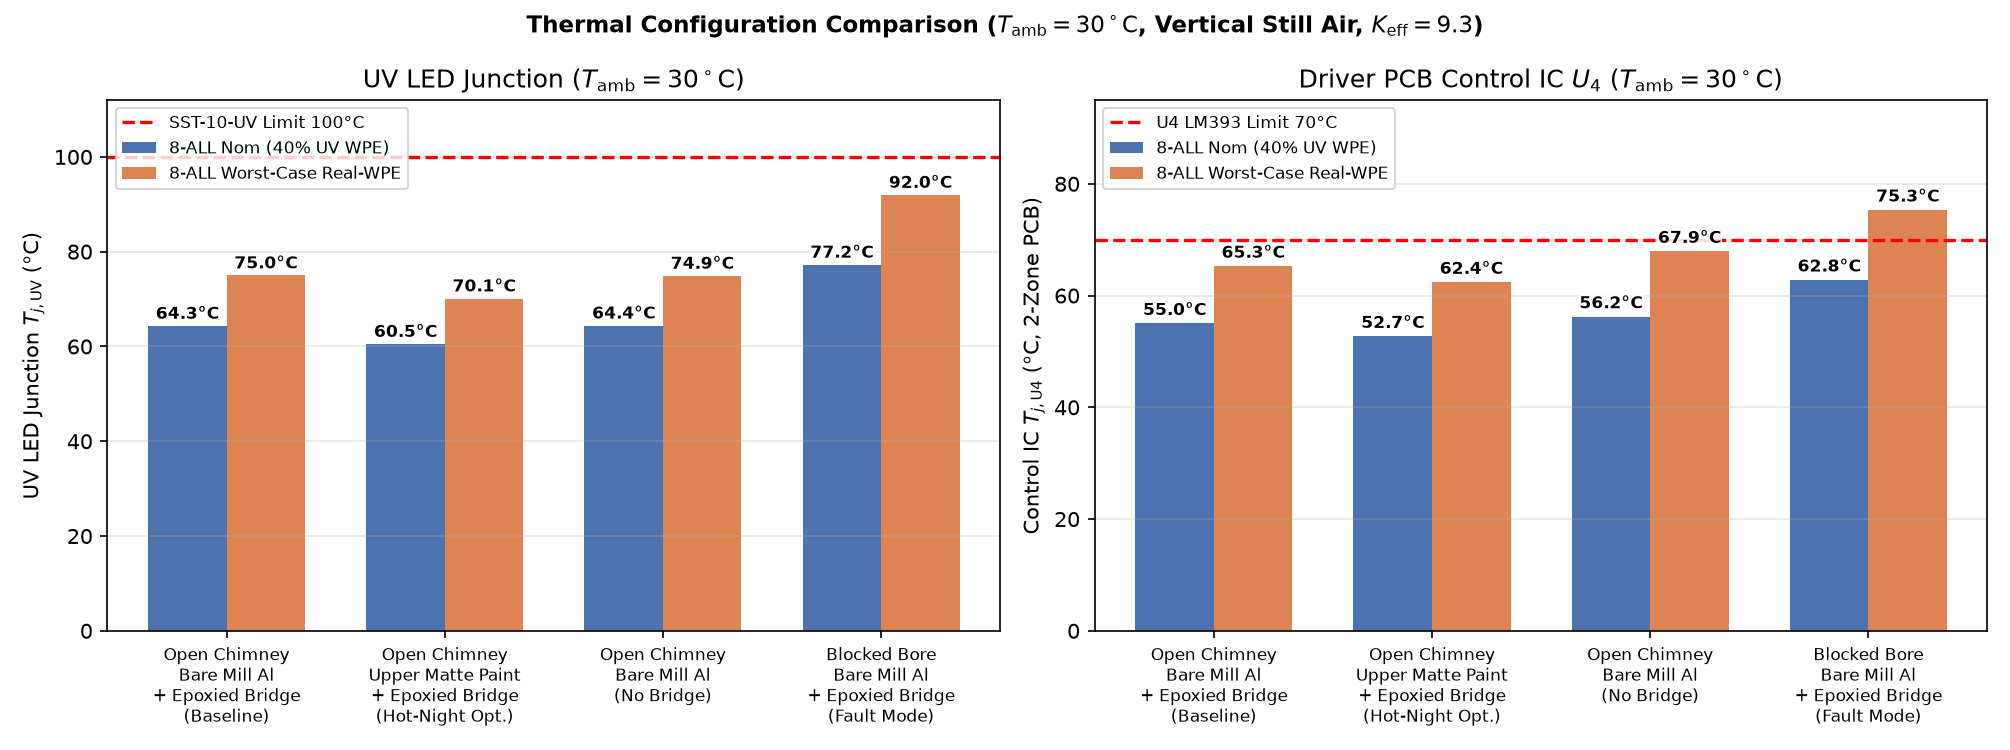 Thermal Configuration Comparison (T_amb = 30°C, Vertical Still Air, K_eff = 9.3)
UV LED Junction (T_amb = 30°C)
SST-10-UV Limit 100°C
8-ALL Nom (40% UV WPE)
8-ALL Worst-Case Real-WPE
UV LED Junction T_j,UV (°C)
100
80
60
40
20
0
64.3°C
75.0°C
60.5°C
70.1°C
64.4°C
74.9°C
77.2°C
92.0°C
Open Chimney
Bare Mill Al
+ Epoxied Bridge
(Baseline)
Open Chimney
Upper Matte Paint
+ Epoxied Bridge
(Hot-Night Opt.)
Open Chimney
Bare Mill Al
(No Bridge)
Blocked Bore
Bare Mill Al
+ Epoxied Bridge
(Fault Mode)
Driver PCB Control IC U_4 (T_amb = 30°C)
U4 LM393 Limit 70°C
8-ALL Nom (40% UV WPE)
8-ALL Worst-Case Real-WPE
Control IC T_j,U4 (°C, 2-Zone PCB)
80
60
40
20
0
55.0°C
65.3°C
52.7°C
62.4°C
56.2°C
67.9°C
62.8°C
75.3°C
Open Chimney
Bare Mill Al
+ Epoxied Bridge
(Baseline)
Open Chimney
Upper Matte Paint
+ Epoxied Bridge
(Hot-Night Opt.)
Open Chimney
Bare Mill Al
(No Bridge)
Blocked Bore
Bare Mill Al
+ Epoxied Bridge
(Fault Mode)